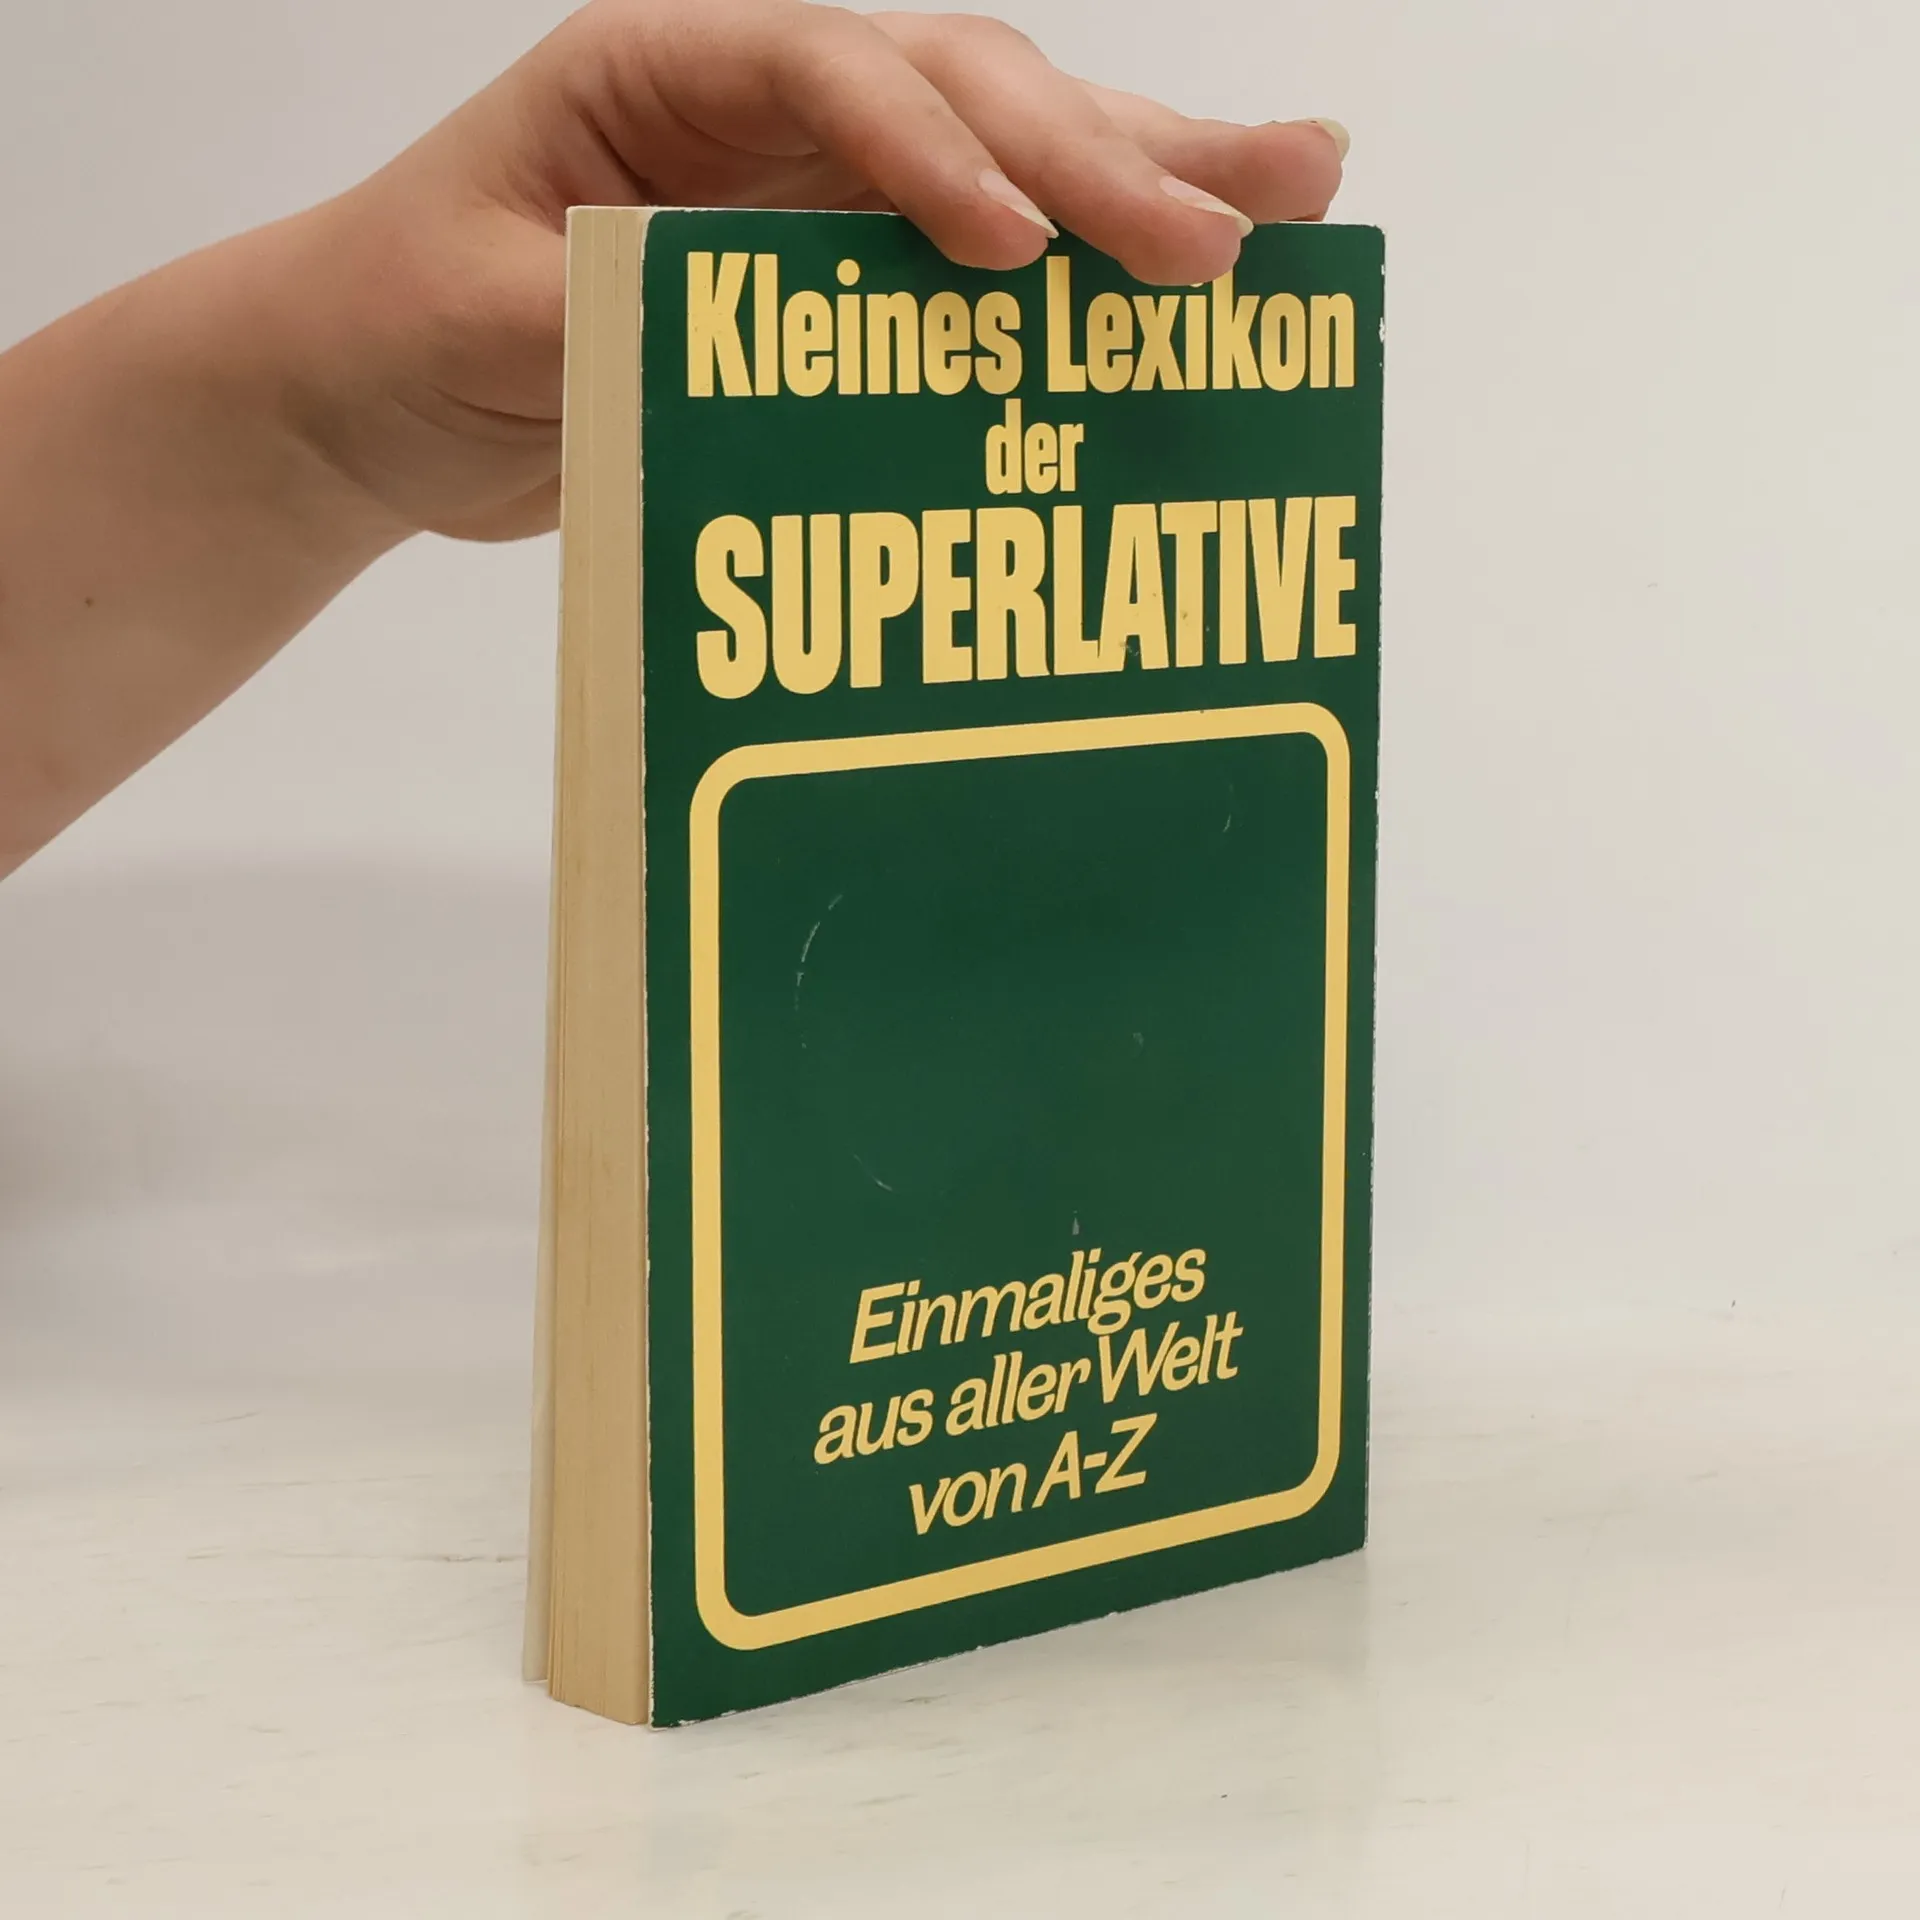 Kleines Lexikon
der
SUPERLATIVE
Einmaliges
aus aller Welt
von A-Z